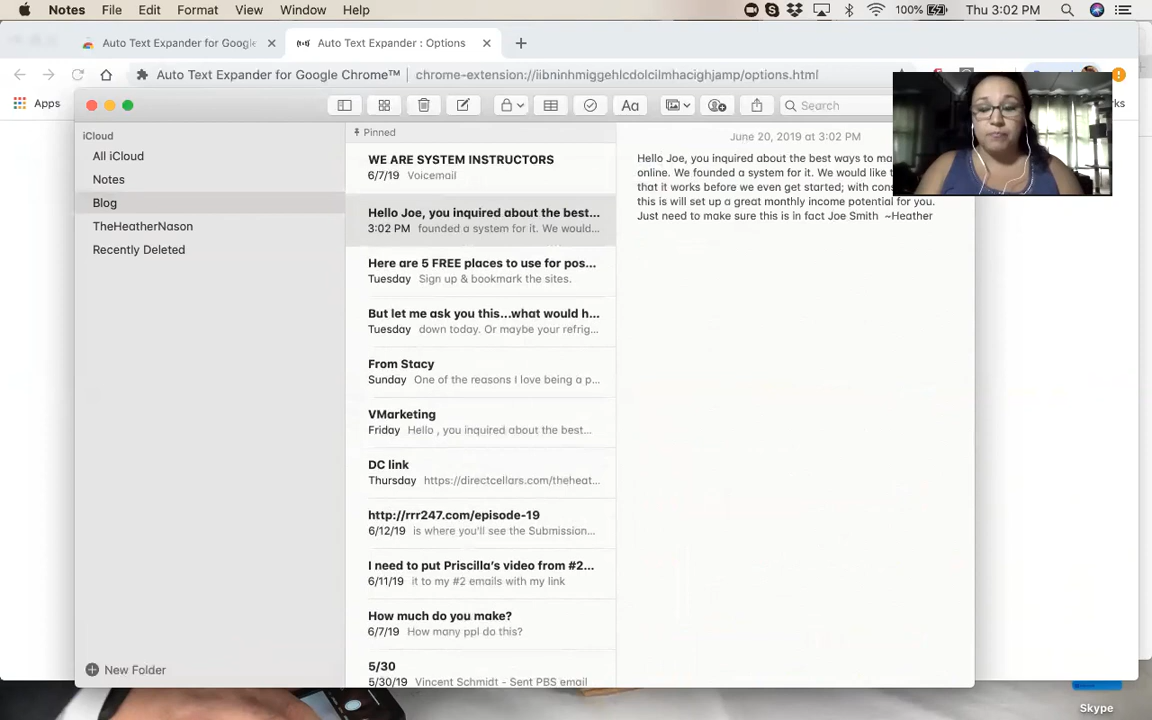 Notes File Edit Format View Window Help 100% Thu 3:02 PM
Auto Text Expander for Google
Auto Text Expander : Options
Auto Text Expander for Google Chrome™ chrome-extension://iibninhmiggehlcdolcilmhacighjamp/options.html
Apps
Aa
Search
iCloud
All iCloud
Notes
Blog
TheHeatherNason
Recently Deleted
New Folder
Pinned
WE ARE SYSTEM INSTRUCTORS
6/7/19 Voicemail
Hello Joe, you inquired about the best...
3:02 PM founded a system for it. We would...
Here are 5 FREE places to use for pos...
Tuesday Sign up & bookmark the sites.
But let me ask you this...what would h...
Tuesday down today. Or maybe your refrig...
From Stacy
Sunday One of the reasons I love being a p...
VMarketing
Friday Hello , you inquired about the best...
DC link
Thursday https://directcellars.com/theheat...
http://rrr247.com/episode-19
6/12/19 is where you'll see the Submission...
I need to put Priscilla's video from #2...
6/11/19 it to my #2 emails with my link
How much do you make?
6/7/19 How many ppl do this?
5/30
5/30/19 Vincent Schmidt - Sent PBS email
June 20, 2019 at 3:02 PM
Hello Joe, you inquired about the best ways to ma
online. We founded a system for it. We would like t
that it works before we even get started; with cons
this is will set up a great monthly income potential for you.
Just need to make sure this is in fact Joe Smith ~Heather
Skype